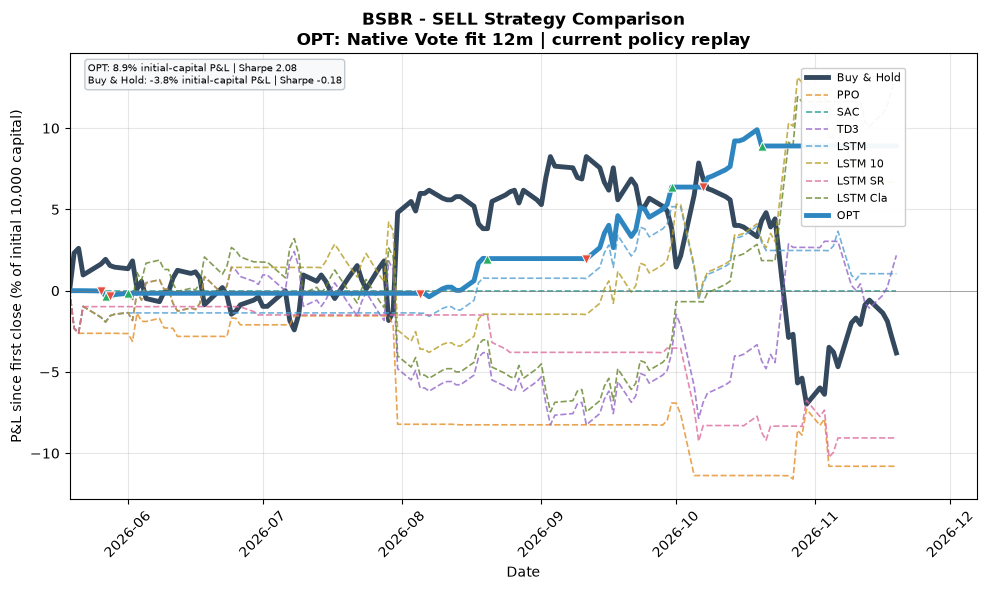 BSBR - SELL Strategy Comparison
OPT: Native Vote fit 12m | current policy replay
OPT: 8.9% initial-capital P&L | Sharpe 2.08
Buy & Hold: -3.8% initial-capital P&L | Sharpe -0.18
Buy & Hold
PPO
SAC
TD3
LSTM
LSTM 10
LSTM SR
LSTM Cla
OPT
P&L since first close (% of initial 10,000 capital)
10
5
0
−5
−10
2026-06
2026-07
2026-08
2026-09
2026-10
2026-11
2026-12
Date